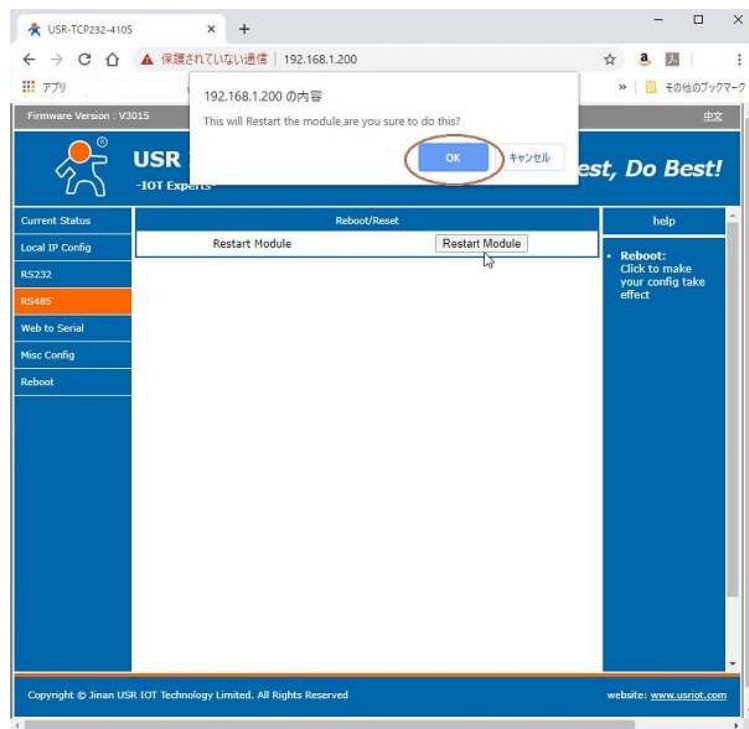 USR-TCP232-410S
保護されていない通信 | 192.168.1.200
アプリ
» その他のブックマーク
192.168.1.200 の内容
This will Restart the module,are you sure to do this?
OK キャンセル
Firmware Version : V3015
中文
USR
-IOT Experts-
est, Do Best!
Current Status
Local IP Config
RS232
RS485
Web to Serial
Misc Config
Reboot
Reboot/Reset
Restart Module Restart Module
help
• Reboot:
Click to make
your config take
effect
Copyright © Jinan USR IOT Technology Limited. All Rights Reserved
website: www.usriot.com